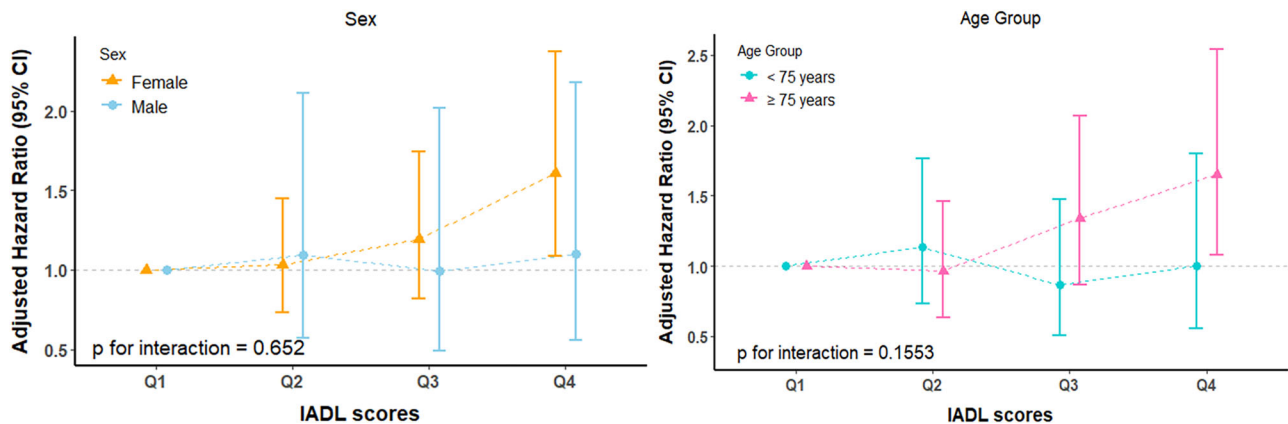 Sex
Adjusted Hazard Ratio (95% CI)
2.0
1.5
1.0
0.5
Sex
Female
Male
p for interaction = 0.652
Q1 Q2 Q3 Q4
IADL scores
Age Group
Adjusted Hazard Ratio (95% CI)
2.5
2.0
1.5
1.0
0.5
Age Group
< 75 years
≥ 75 years
p for interaction = 0.1553
Q1 Q2 Q3 Q4
IADL scores